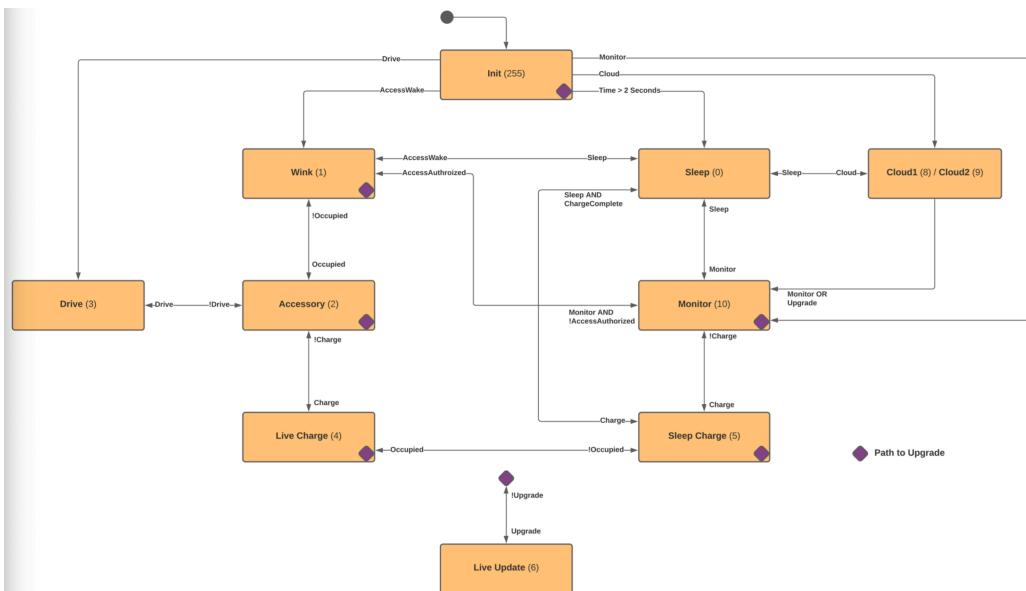 Drive
Init (255)
Monitor
Cloud
AccessWake
Time > 2 Seconds
Wink (1)
AccessWake
Sleep
Sleep (0)
Sleep
Cloud
Cloud1 (8) / Cloud2 (9)
AccessAuthroized
Sleep AND
ChargeComplete
Sleep
!Occupied
Occupied
Monitor
Drive (3)
Drive
!Drive
Accessory (2)
Monitor AND
!AccessAuthorized
Monitor (10)
Monitor OR
Upgrade
!Charge
!Charge
Charge
Charge
Charge
Live Charge (4)
Occupied
!Occupied
Sleep Charge (5)
Path to Upgrade
!Upgrade
Upgrade
Live Update (6)